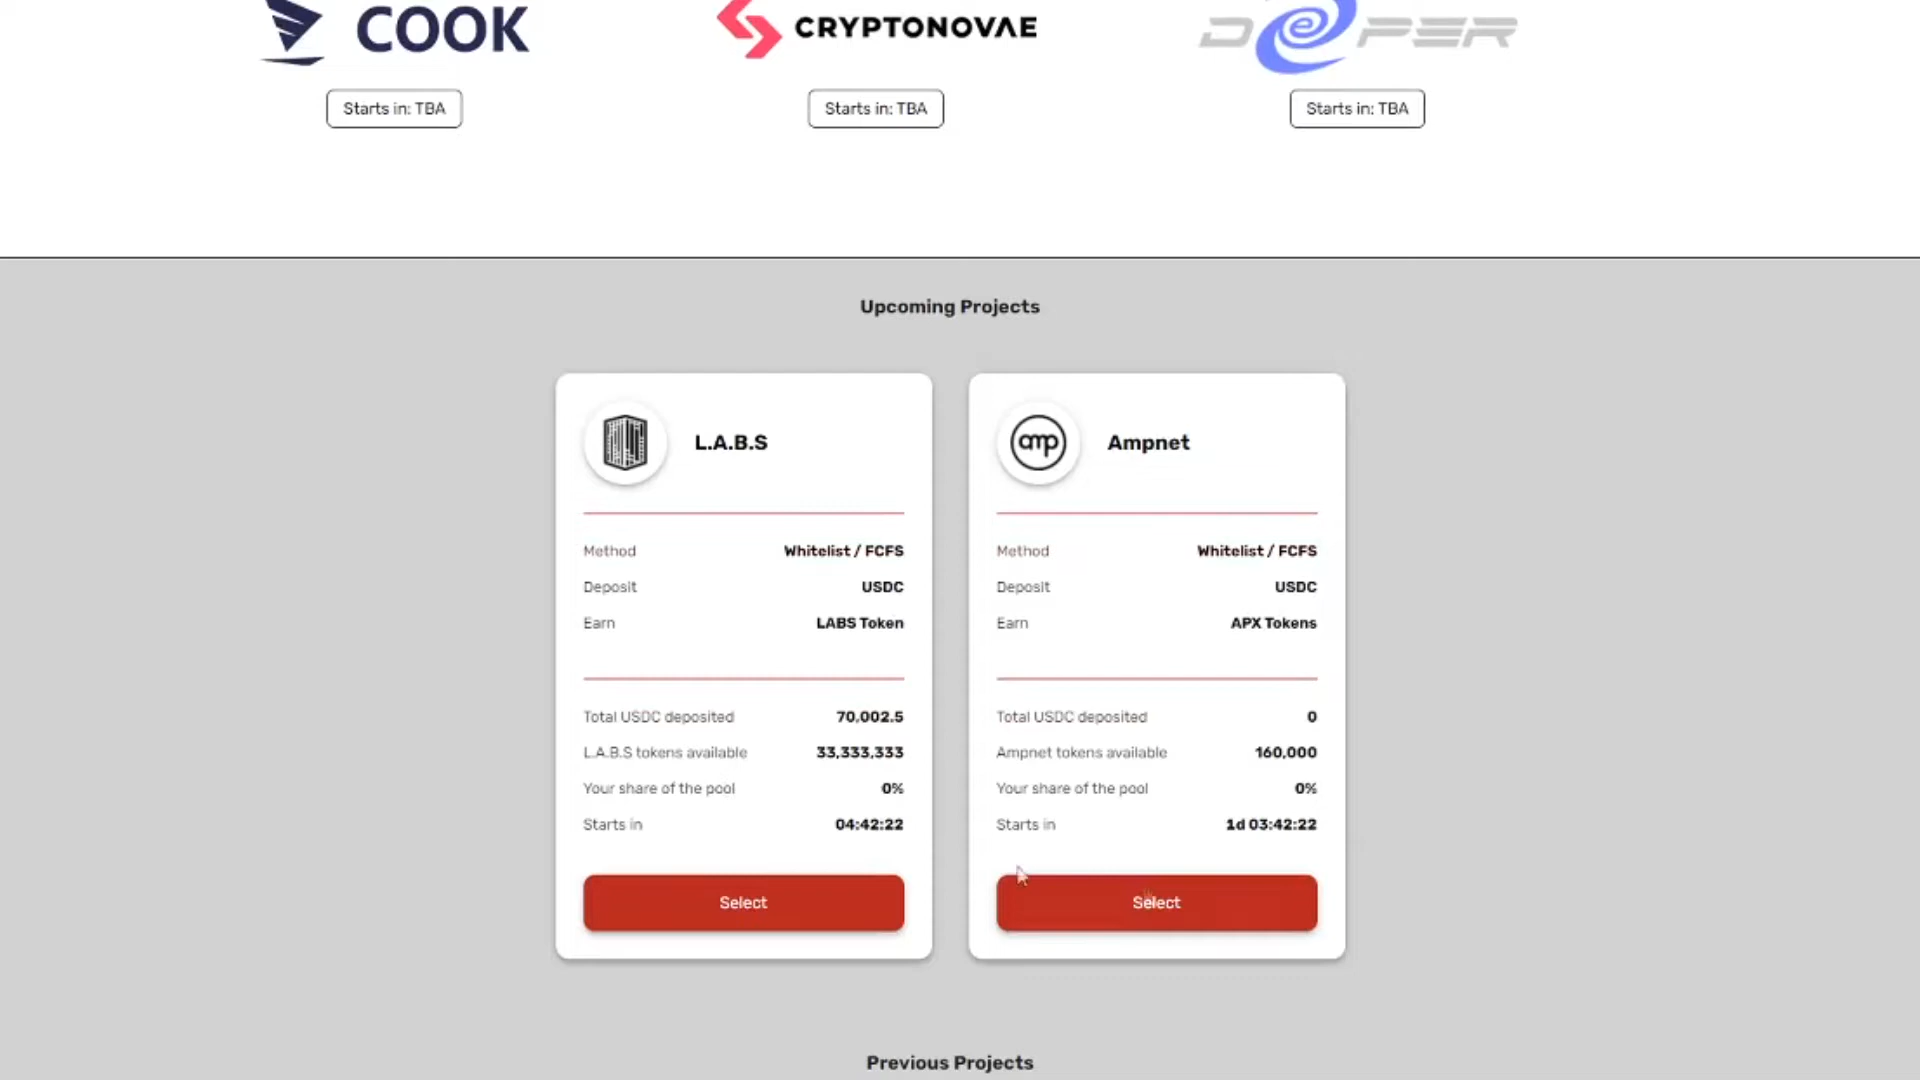 COOK
CRYPTONOVAE
DEEPER
Starts in: TBA
Starts in: TBA
Starts in: TBA
Upcoming Projects
L.A.B.S
Method Whitelist / FCFS
Deposit USDC
Earn LABS Token
Total USDC deposited 70,002.5
L.A.B.S tokens available 33,333,333
Your share of the pool 0%
Starts in 04:42:22
Select
amp
Ampnet
Method Whitelist / FCFS
Deposit USDC
Earn APX Tokens
Total USDC deposited 0
Ampnet tokens available 160,000
Your share of the pool 0%
Starts in 1d 03:42:22
Select
Previous Projects